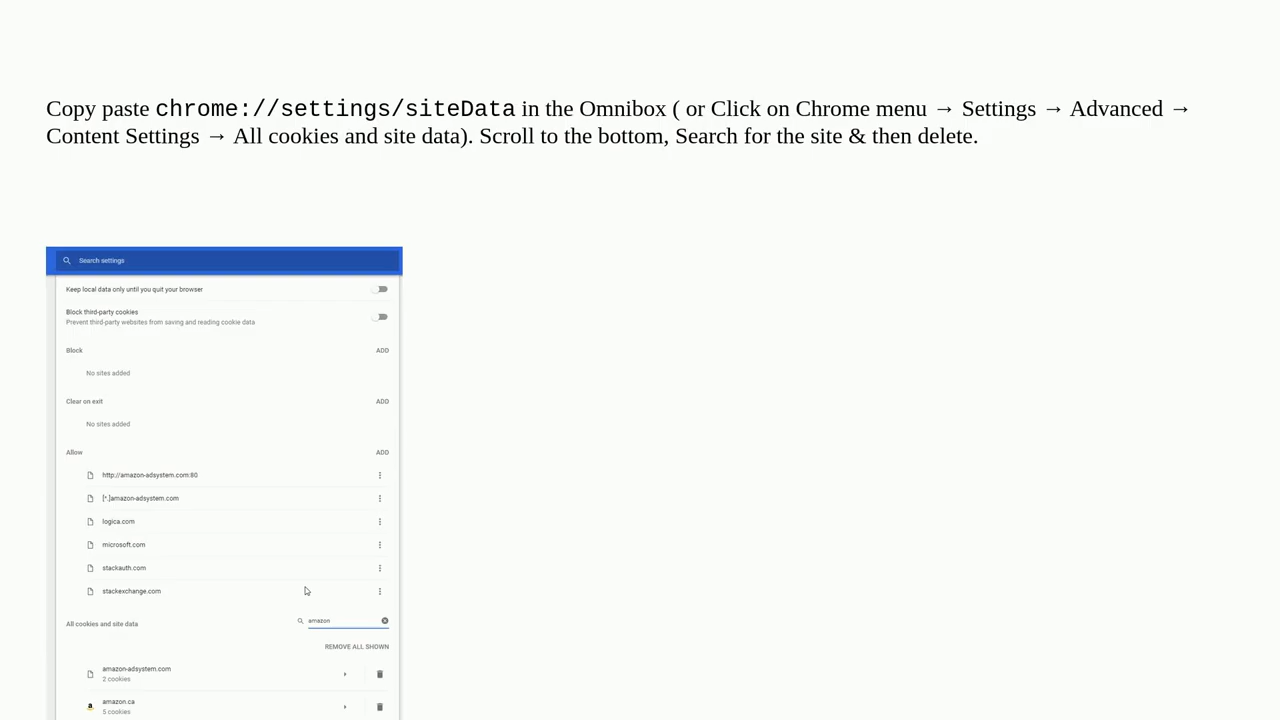 Copy paste chrome://settings/siteData in the Omnibox ( or Click on Chrome menu → Settings → Advanced →
Content Settings → All cookies and site data). Scroll to the bottom, Search for the site & then delete.
Search settings
Keep local data only until you quit your browser
Block third-party cookies
Prevent third-party websites from saving and reading cookie data
Block ADD
No sites added
Clear on exit ADD
No sites added
Allow ADD
http://amazon-adsystem.com:80
[*.]amazon-adsystem.com
logica.com
microsoft.com
stackauth.com
stackexchange.com
All cookies and site data amazon
REMOVE ALL SHOWN
amazon-adsystem.com
2 cookies
amazon.ca
5 cookies